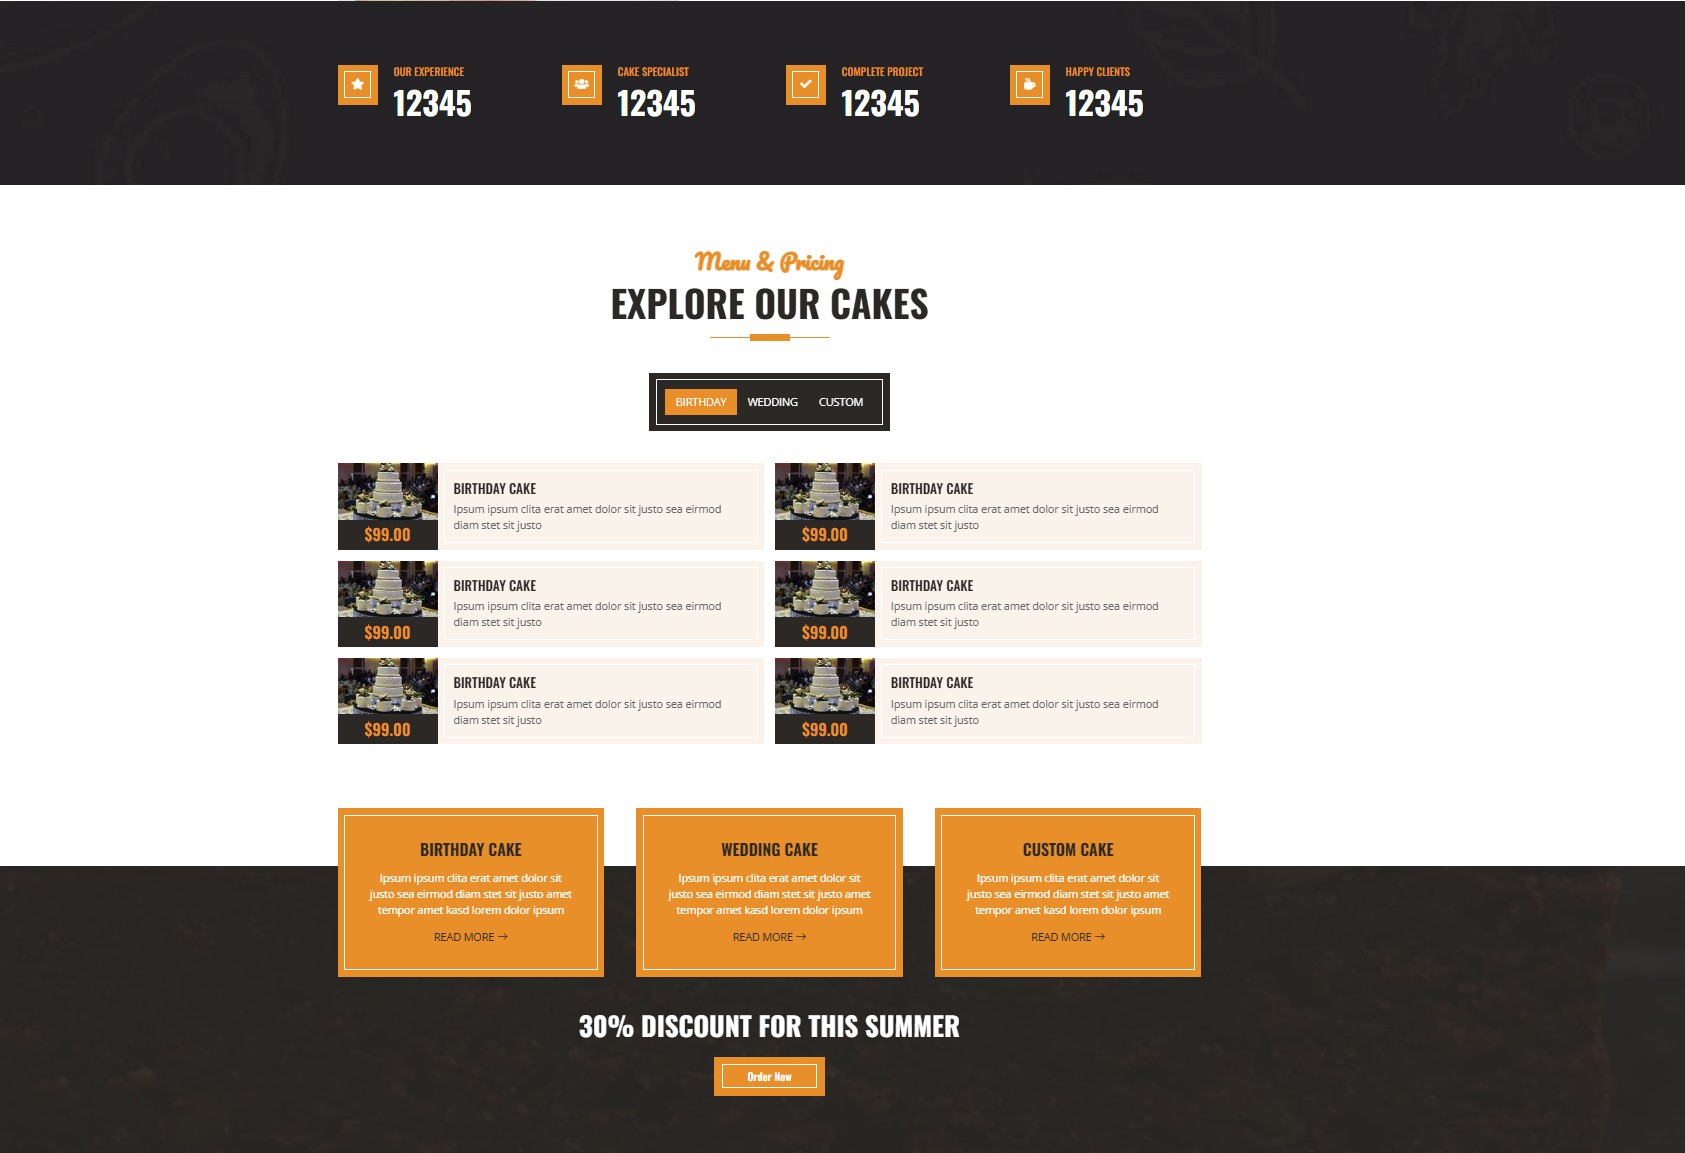 OUR EXPERIENCE
12345
CAKE SPECIALIST
12345
COMPLETE PROJECT
12345
HAPPY CLIENTS
12345
Menu & Pricing
EXPLORE OUR CAKES
BIRTHDAY WEDDING CUSTOM
BIRTHDAY CAKE
Ipsum ipsum clita erat amet dolor sit justo sea eirmod
diam stet sit justo
$99.00
BIRTHDAY CAKE
Ipsum ipsum clita erat amet dolor sit justo sea eirmod
diam stet sit justo
$99.00
BIRTHDAY CAKE
Ipsum ipsum clita erat amet dolor sit justo sea eirmod
diam stet sit justo
$99.00
BIRTHDAY CAKE
Ipsum ipsum clita erat amet dolor sit justo sea eirmod
diam stet sit justo
$99.00
BIRTHDAY CAKE
Ipsum ipsum clita erat amet dolor sit justo sea eirmod
diam stet sit justo
$99.00
BIRTHDAY CAKE
Ipsum ipsum clita erat amet dolor sit justo sea eirmod
diam stet sit justo
$99.00
BIRTHDAY CAKE
Ipsum ipsum clita erat amet dolor sit
justo sea eirmod diam stet sit justo amet
tempor amet kasd lorem dolor ipsum
READ MORE →
WEDDING CAKE
Ipsum ipsum clita erat amet dolor sit
justo sea eirmod diam stet sit justo amet
tempor amet kasd lorem dolor ipsum
READ MORE →
CUSTOM CAKE
Ipsum ipsum clita erat amet dolor sit
justo sea eirmod diam stet sit justo amet
tempor amet kasd lorem dolor ipsum
READ MORE →
30% DISCOUNT FOR THIS SUMMER
Order Now